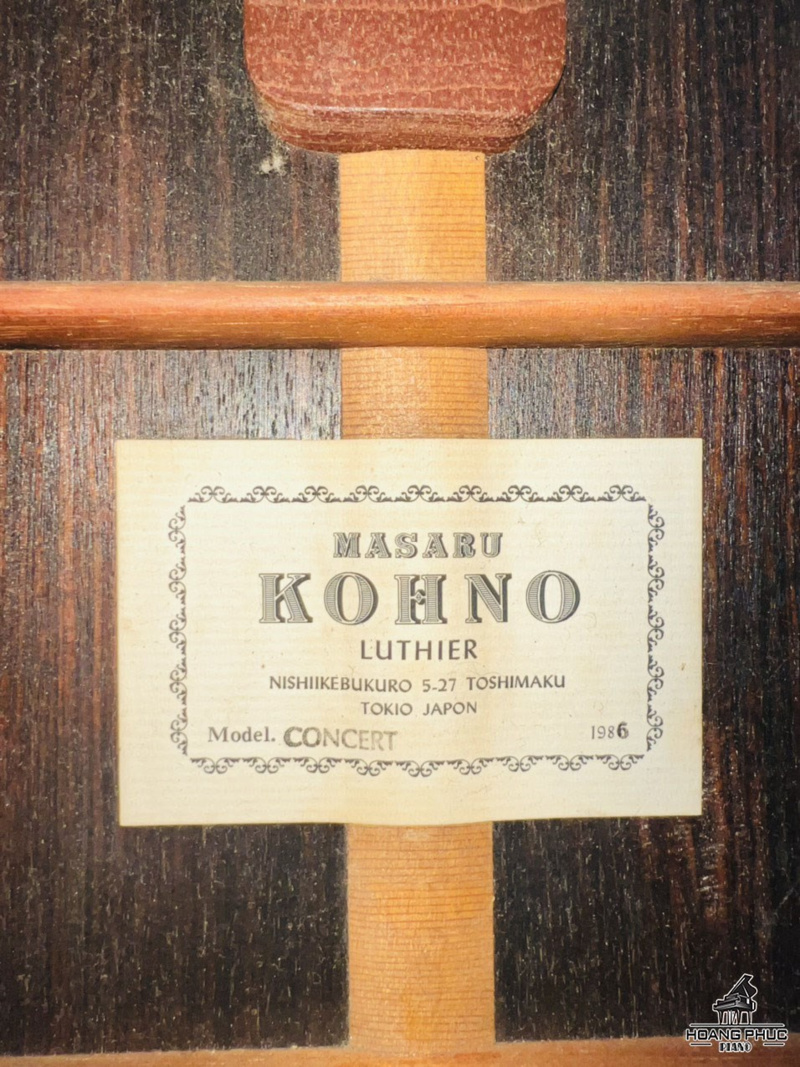 MASARU
KOHNO
LUTHIER
NISHIIKEBUKURO 5-27 TOSHIMAKU
TOKIO JAPON
Model. CONCERT 1986
HOANG PHUC
PIANO